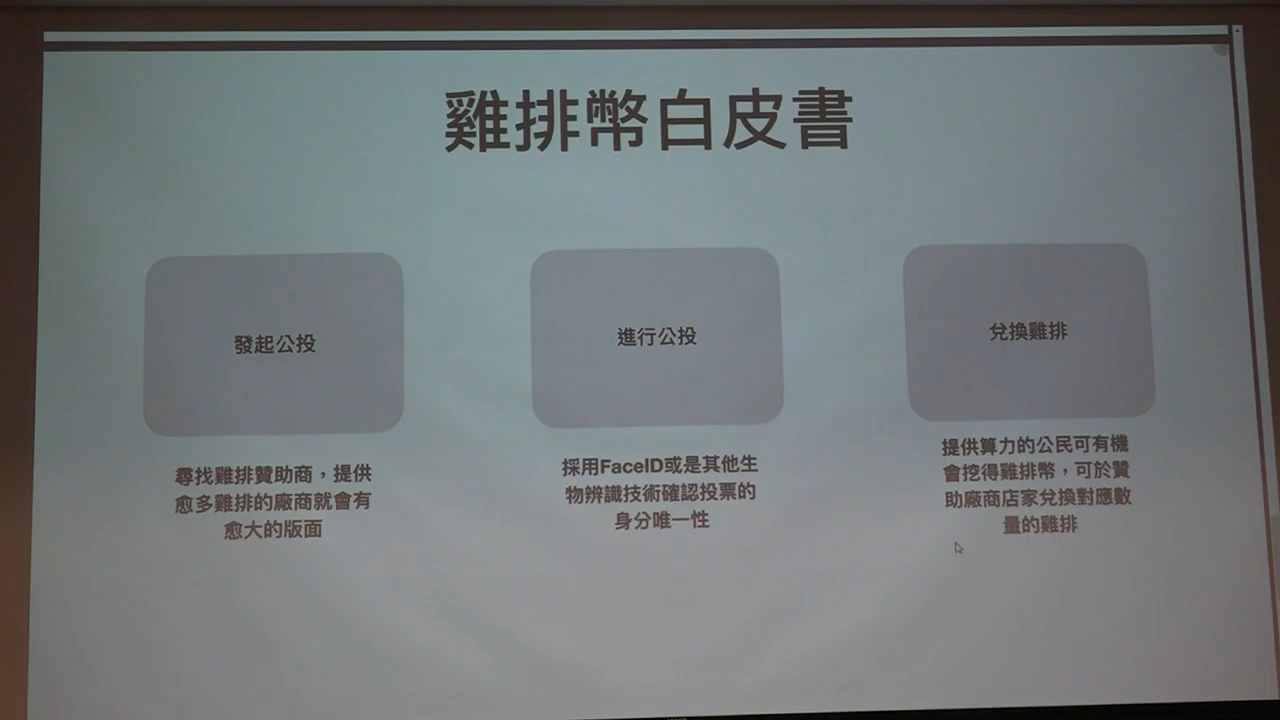 雞排幣白皮書
發起公投
尋找雞排贊助商，提供
愈多雞排的廠商就會有
愈大的版面
進行公投
採用FaceID或是其他生
物辨識技術確認投票的
身分唯一性
兌換雞排
提供算力的公民可有機
會挖得雞排幣，可於贊
助廠商店家兌換對應數
量的雞排